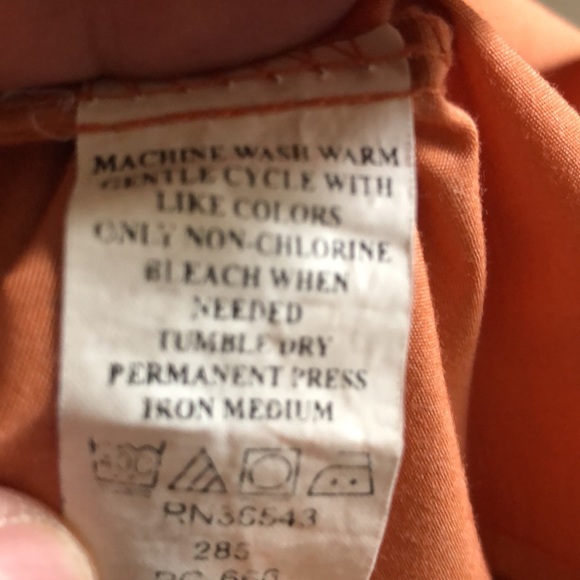 MACHINE WASH WARM
GENTLE CYCLE WITH
LIKE COLORS
ONLY NON-CHLORINE
BLEACH WHEN
NEEDED
TUMBLE DRY
PERMANENT PRESS
IRON MEDIUM
RN36543
285